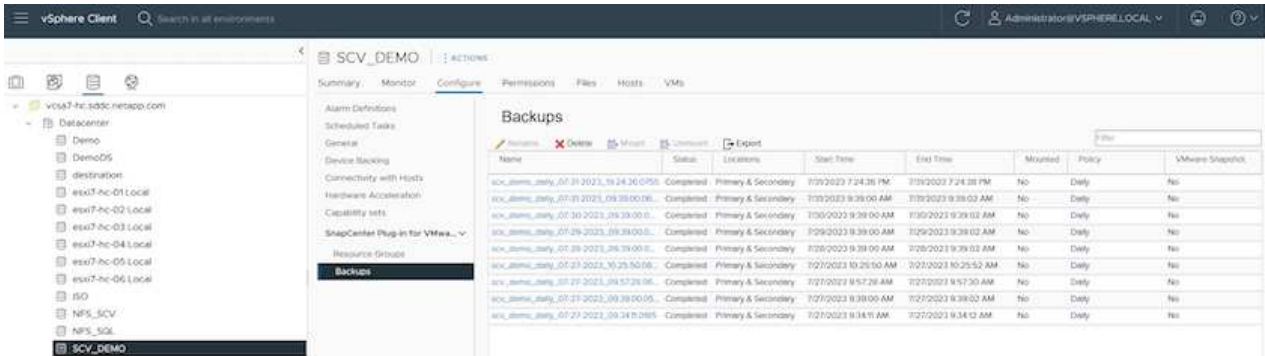 vSphere Client
Search in all environments
Administrator@VSPHERE.LOCAL
SCV_DEMO
ACTIONS
Summary Monitor Configure Permissions Files Hosts VMs
vcsa7-hc.sddc.netapp.com
Datacenter
Demo
DemoDS
destination
esxi7-hc-01 Local
esxi7-hc-02 Local
esxi7-hc-03 Local
esxi7-hc-04 Local
esxi7-hc-05 Local
esxi7-hc-06 Local
ISO
NFS_SCV
NFS_SQL
SCV_DEMO
Alarm Definitions
Scheduled Tasks
General
Device Backing
Connectivity with Hosts
Hardware Acceleration
Capability sets
SnapCenter Plug-in for VMwa...
Resource Groups
Backups
Backups
Rename Delete Mount Unmount Export
Filter
Name Status Locations Start Time End Time Mounted Policy VMware Snapshot
Completed Primary & Secondary 7/31/2023 7:24:26 PM 7/31/2023 7:24:28 PM No Daily No
Completed Primary & Secondary 7/31/2023 9:39:00 AM 7/31/2023 9:39:02 AM No Daily No
Completed Primary & Secondary 7/30/2023 9:39:00 AM 7/30/2023 9:39:02 AM No Daily No
Completed Primary & Secondary 7/29/2023 9:39:00 AM 7/29/2023 9:39:02 AM No Daily No
Completed Primary & Secondary 7/28/2023 9:39:00 AM 7/28/2023 9:39:02 AM No Daily No
Completed Primary & Secondary 7/27/2023 10:25:50 AM 7/27/2023 10:25:52 AM No Daily No
Completed Primary & Secondary 7/27/2023 9:57:28 AM 7/27/2023 9:57:30 AM No Daily No
Completed Primary & Secondary 7/27/2023 9:39:00 AM 7/27/2023 9:39:02 AM No Daily No
Completed Primary & Secondary 7/27/2023 9:34:11 AM 7/27/2023 9:34:12 AM No Daily No